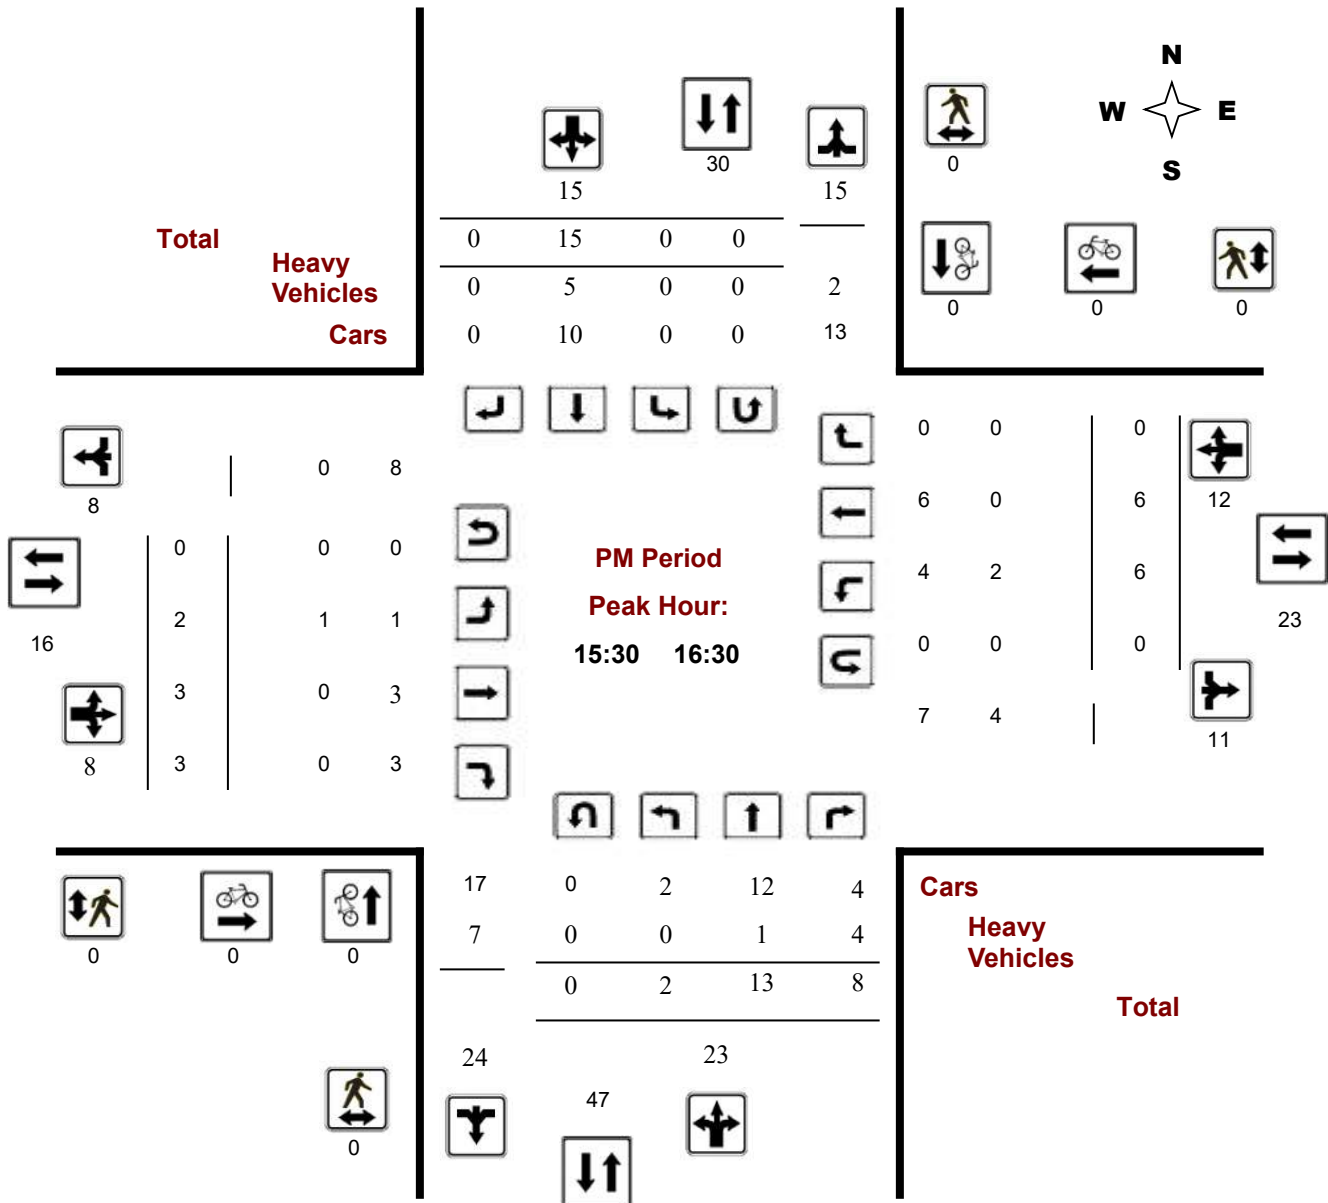 N
W E
S
0
30
15 15
Total
0 15 0 0
Heavy
Vehicles
0 5 0 0 2
Cars
0 10 0 0 13
0 0 0
0 8
8
0 0 0
6 0 6
12
2 1 1
16
4 2 6
23
3 0 3
0 0 0
8 3 0 3
7 4
11
PM Period
Peak Hour:
15:30 16:30
17 0 2 12 4
Cars
7 0 0 1 4
Heavy
Vehicles
0 2 13 8
Total
0 0 0
24 23
47
0
0 0 0